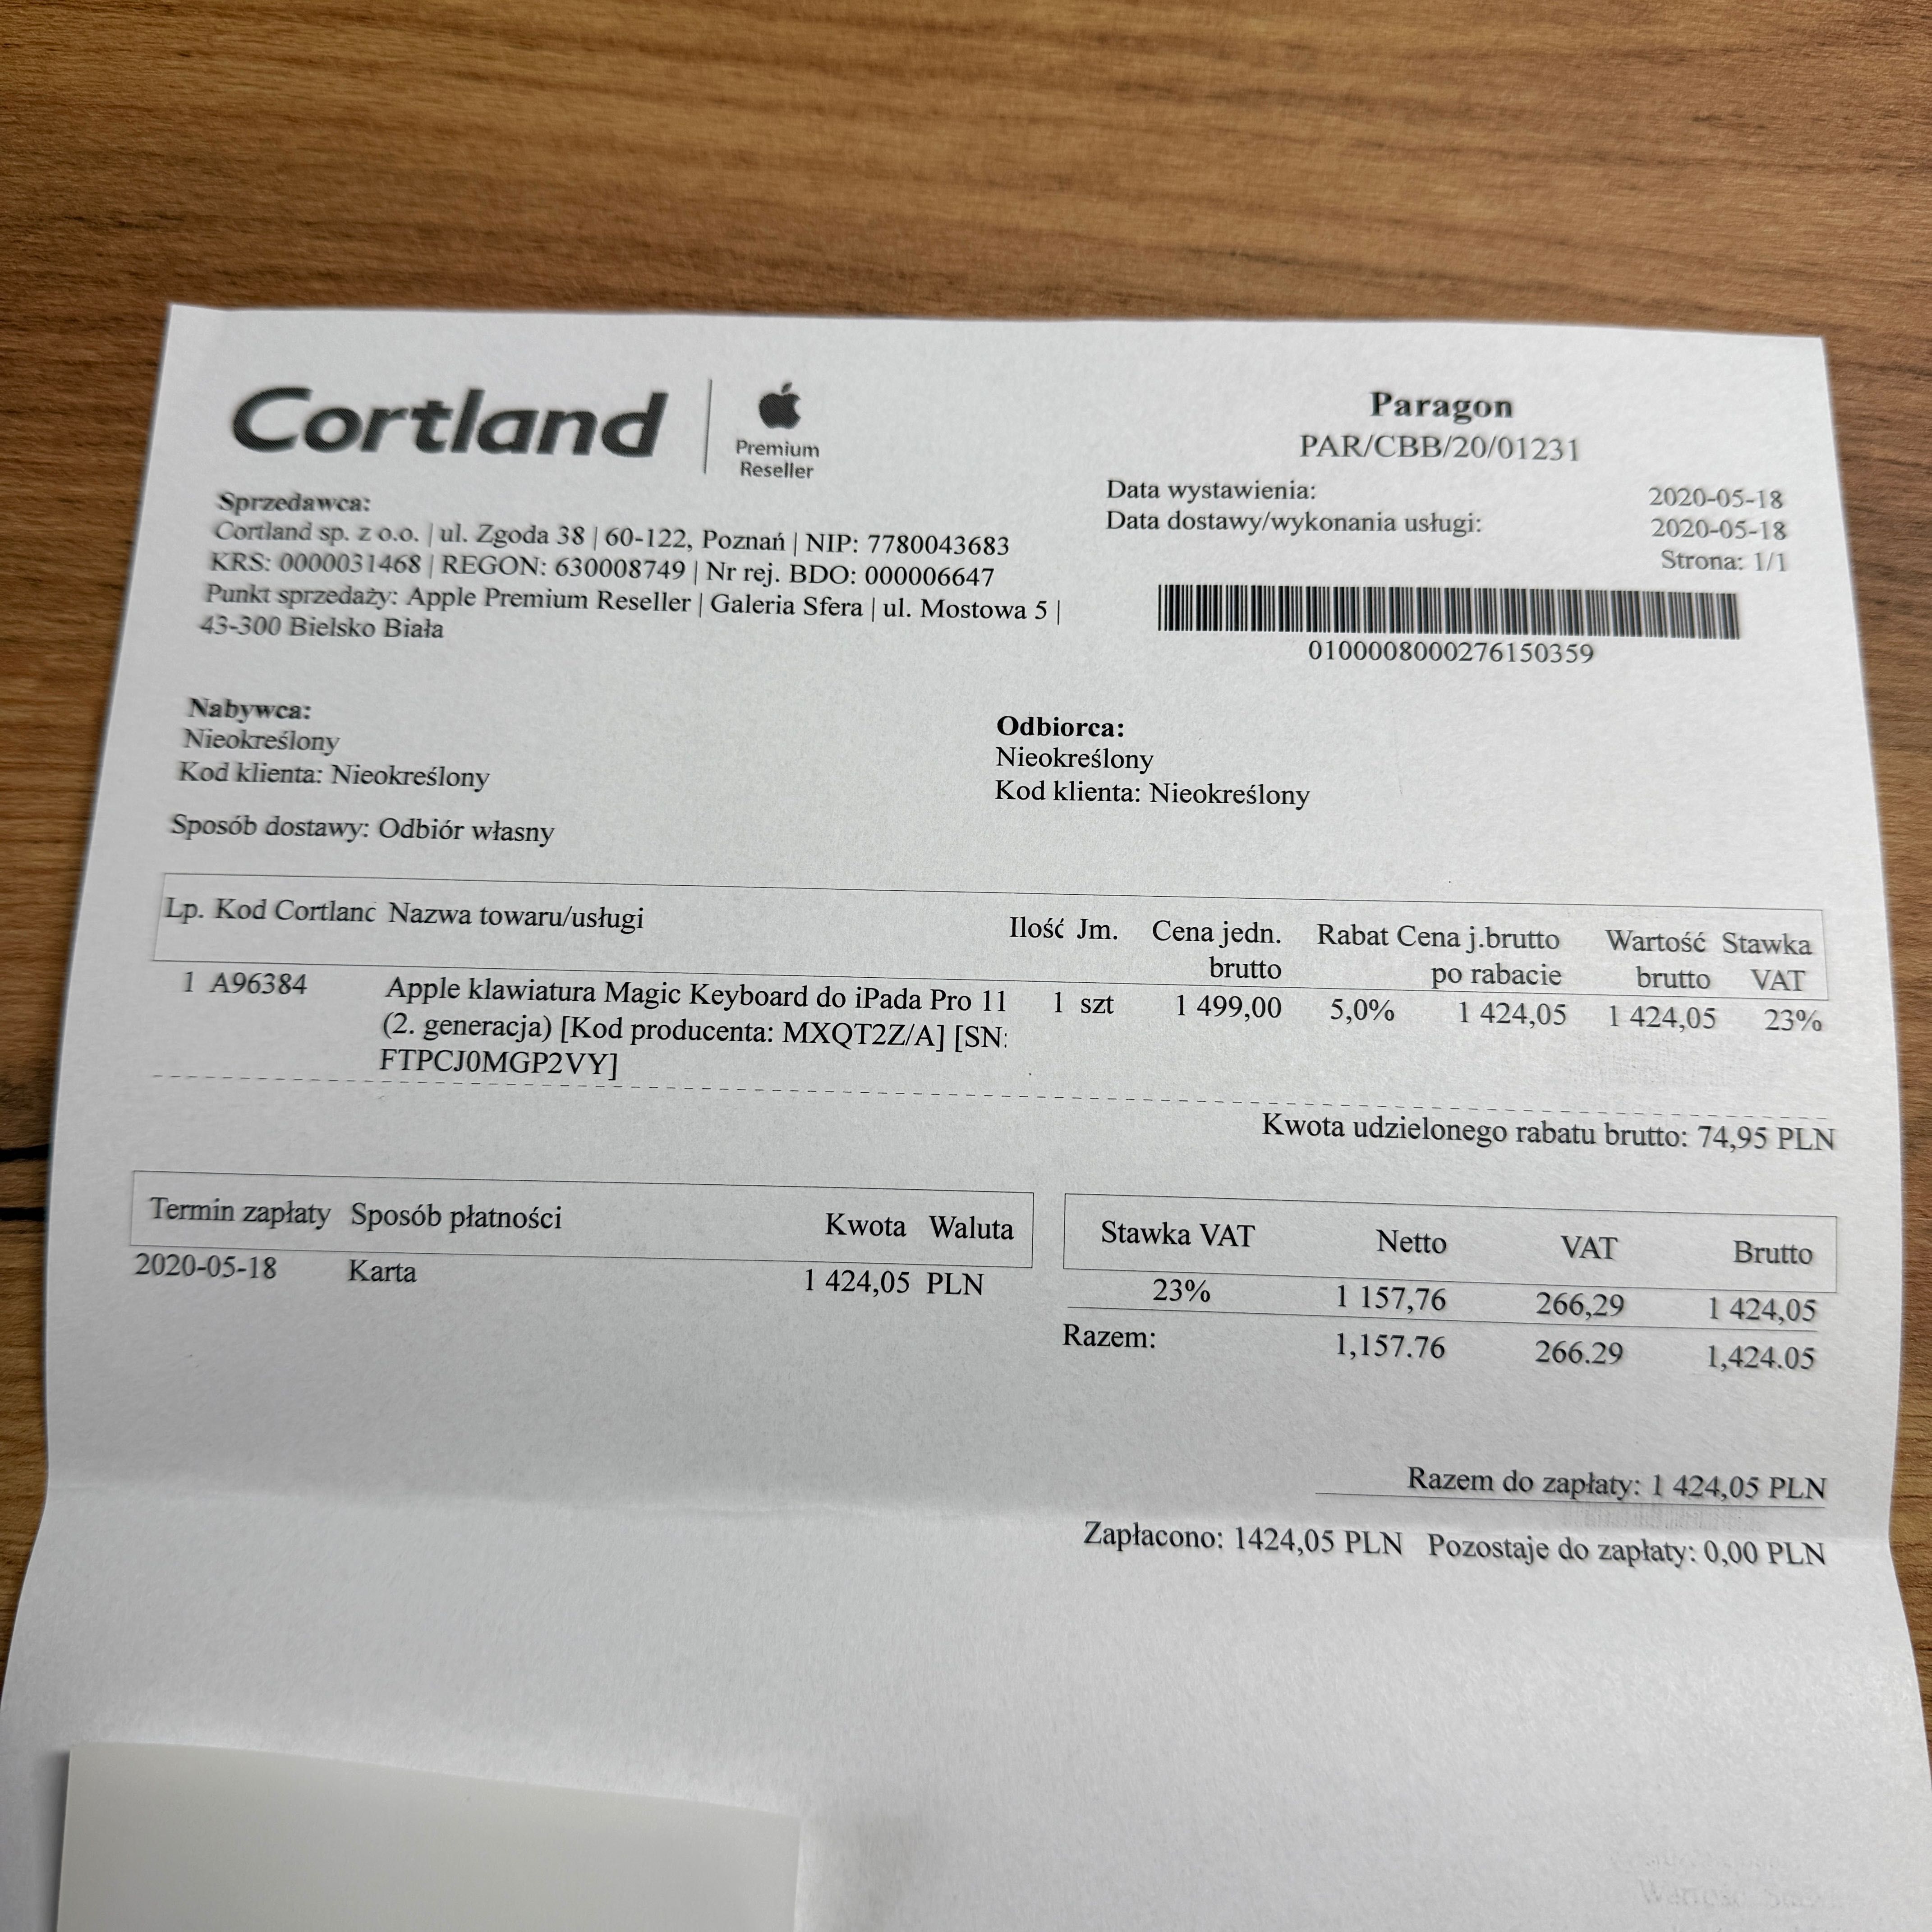 Cortland
Premium
Reseller
Paragon
PAR/CBB/20/01231
Data wystawienia: 2020-05-18
Data dostawy/wykonania usługi: 2020-05-18
Strona: 1/1
0100008000276150359
Sprzedawca:
Cortland sp. z o.o. | ul. Zgoda 38 | 60-122, Poznań | NIP: 7780043683
KRS: 0000031468 | REGON: 630008749 | Nr rej. BDO: 000006647
Punkt sprzedaży: Apple Premium Reseller | Galeria Sfera | ul. Mostowa 5 |
43-300 Bielsko Biała
Nabywca:
Nieokreślony
Kod klienta: Nieokreślony
Odbiorca:
Nieokreślony
Kod klienta: Nieokreślony
Sposób dostawy: Odbiór własny
Lp. Kod Cortlanc Nazwa towaru/usługi Ilość Jm. Cena jedn. Rabat Cena j.brutto Wartość Stawka
brutto po rabacie brutto VAT
1 A96384 Apple klawiatura Magic Keyboard do iPada Pro 11 1 szt 1 499,00 5,0% 1 424,05 1 424,05 23%
(2. generacja) [Kod producenta: MXQT2Z/A] [SN:
FTPCJ0MGP2VY]
Kwota udzielonego rabatu brutto: 74,95 PLN
Termin zapłaty Sposób płatności Kwota Waluta
2020-05-18 Karta 1 424,05 PLN
Stawka VAT Netto VAT Brutto
23% 1 157,76 266,29 1 424,05
Razem: 1,157.76 266.29 1,424.05
Razem do zapłaty: 1 424,05 PLN
Zapłacono: 1424,05 PLN Pozostaje do zapłaty: 0,00 PLN